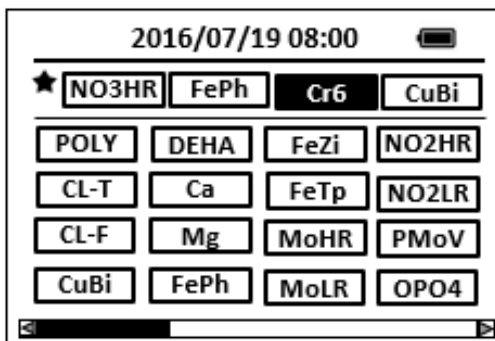 2016/07/19 08:00
NO3HR FePh Cr6 CuBi
POLY DEHA FeZi NO2HR
CL-T Ca FeTp NO2LR
CL-F Mg MoHR PMoV
CuBi FePh MoLR OPO4